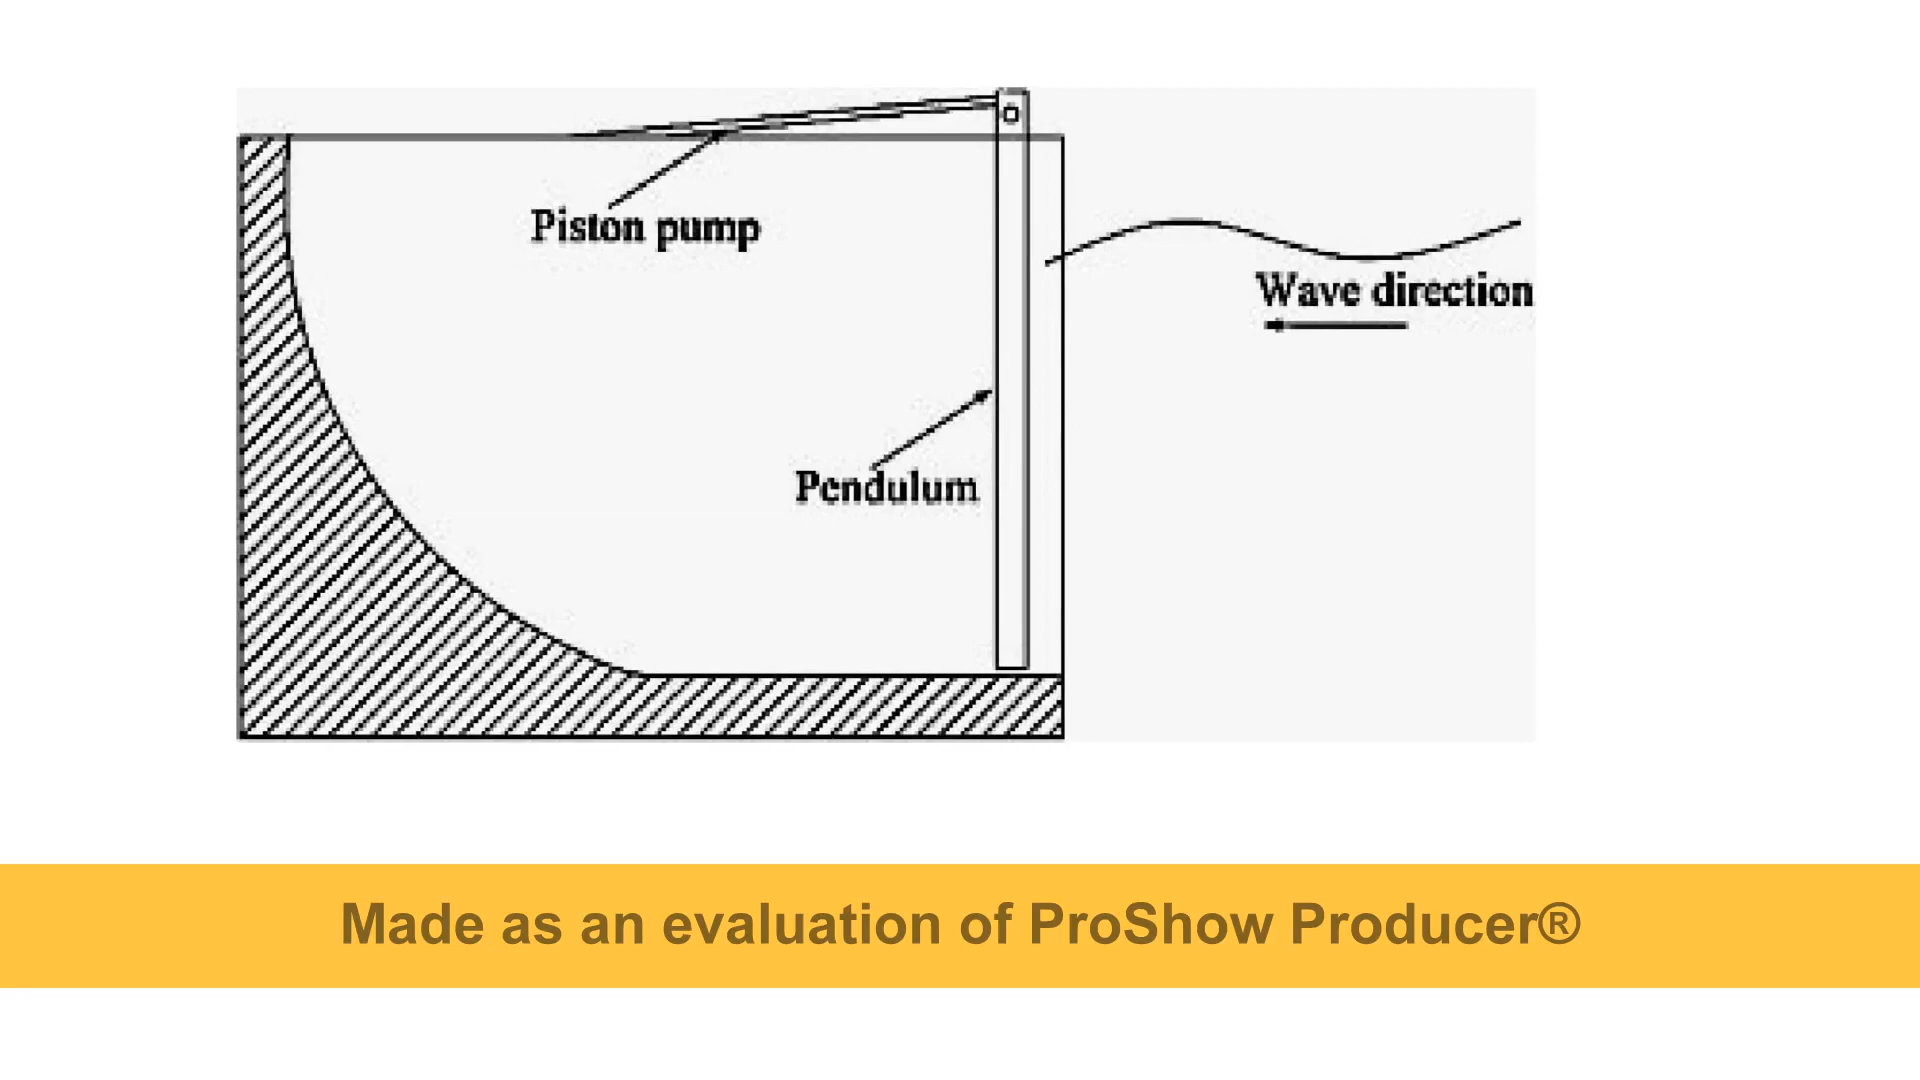 Piston pump
Wave direction
Pendulum
Made as an evaluation of ProShow Producer®